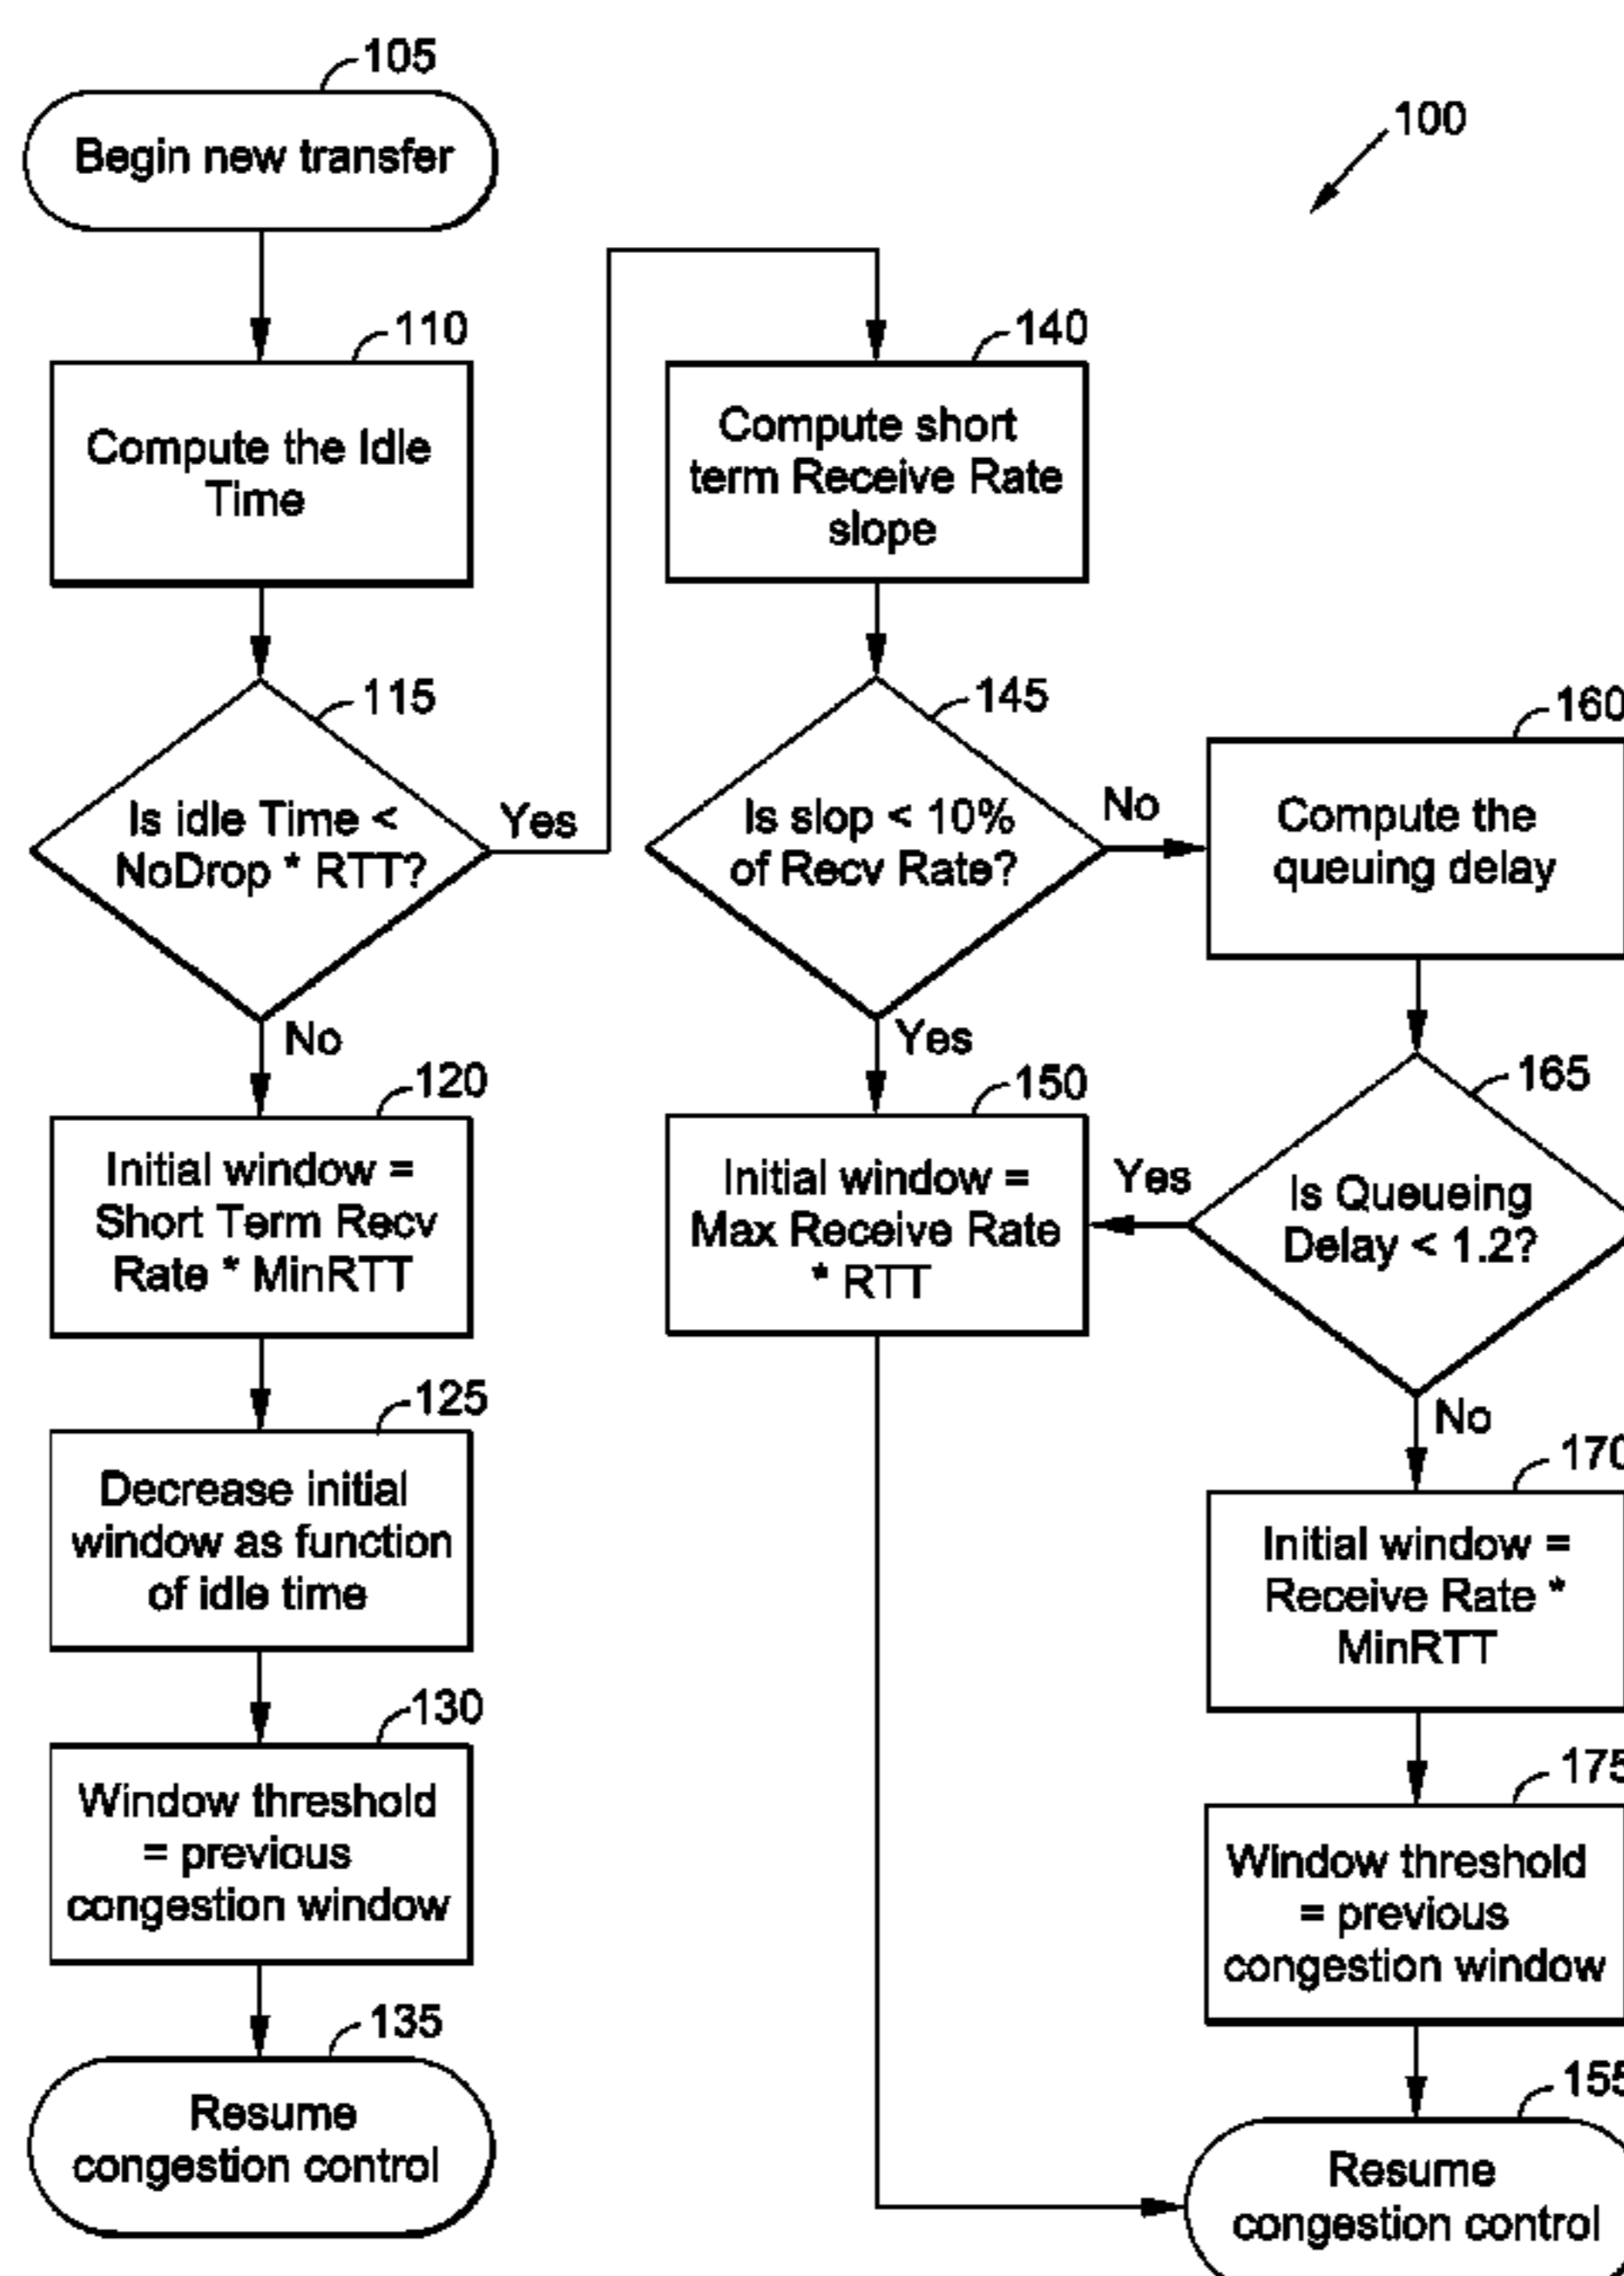 105
Begin new transfer
100
110
Compute the Idle
Time
115
Is idle Time <
NoDrop * RTT?
Yes
No
120
Initial window =
Short Term Recv
Rate * MinRTT
125
Decrease initial
window as function
of idle time
130
Window threshold
= previous
congestion window
135
Resume
congestion control
140
Compute short
term Receive Rate
slope
145
Is slop < 10%
of Recv Rate?
No
Yes
150
Initial window =
Max Receive Rate
* RTT
160
Compute the
queuing delay
165
Is Queueing
Delay < 1.2?
Yes
No
170
Initial window =
Receive Rate *
MinRTT
175
Window threshold
= previous
congestion window
155
Resume
congestion control